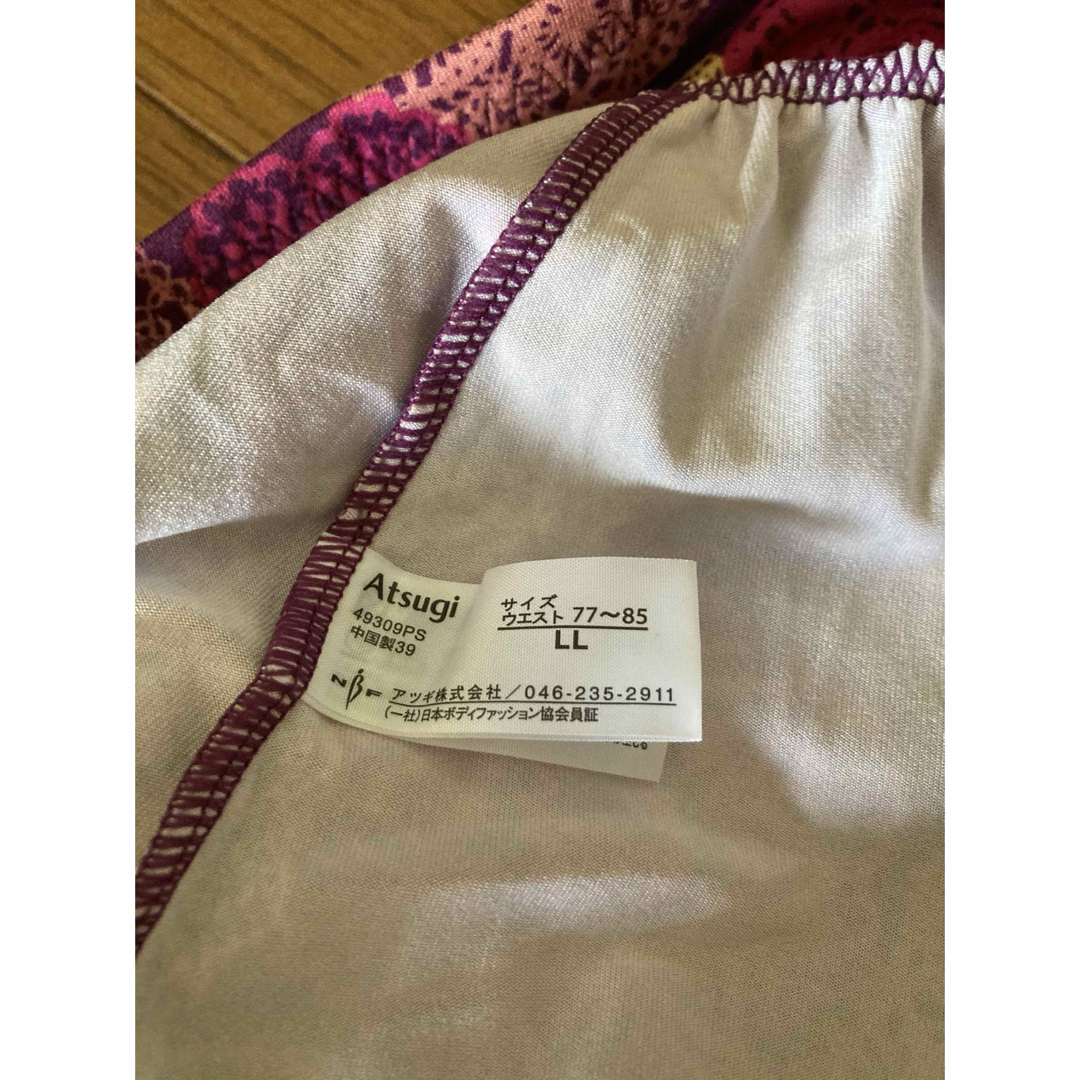 Atsugi
49309PS
中国製39
サイズ
ウエスト 77〜85
LL
NBF
アツギ株式会社/046-235-2911
(一社)日本ボディファッション協会員証